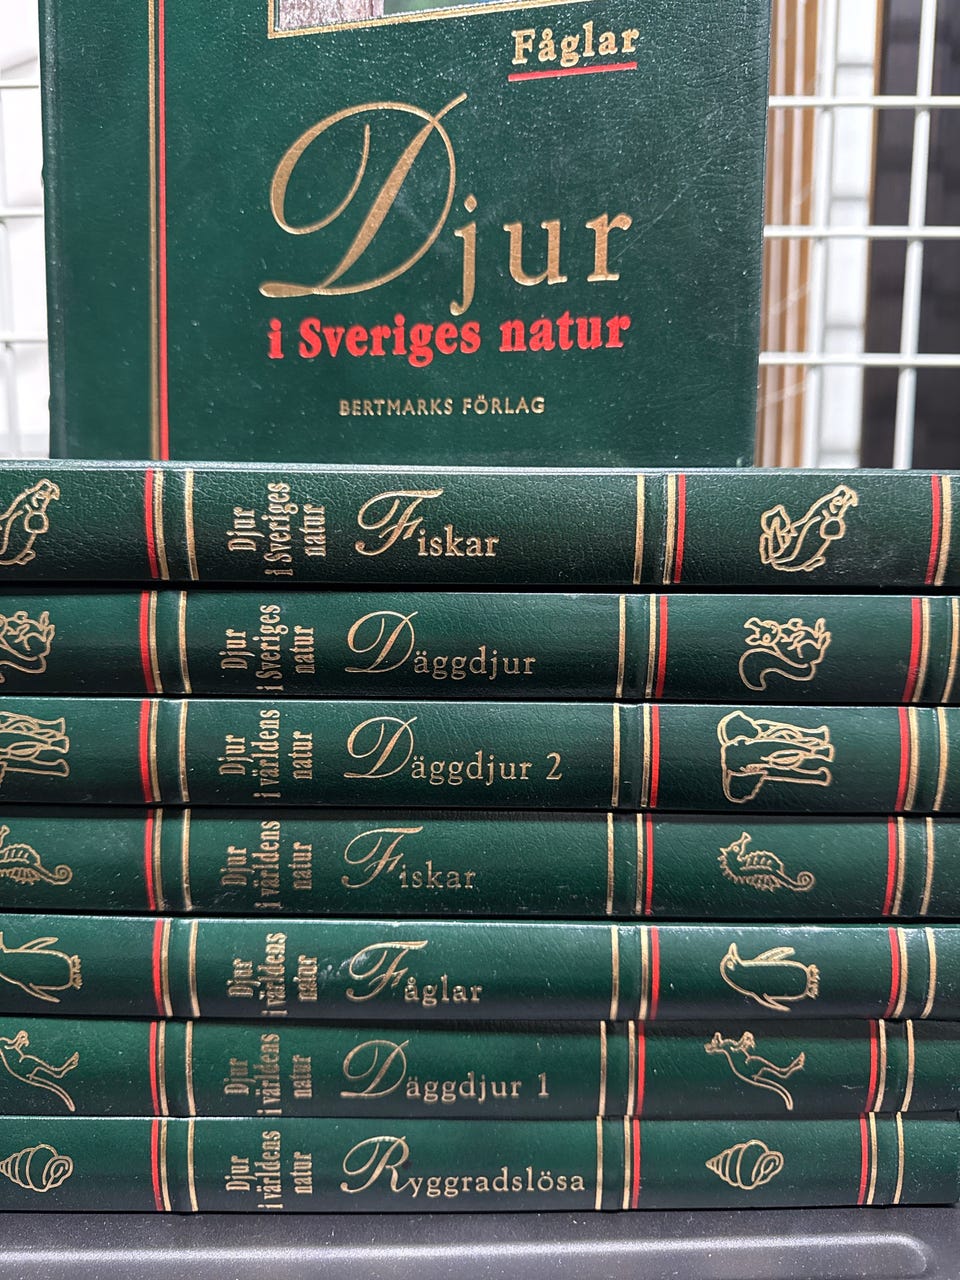 Fåglar
Djur
i Sveriges natur
BERTMARKS FÖRLAG
Djur
i Sveriges
natur
Fiskar
Djur
i Sveriges
natur
Däggdjur
Djur
i världens
natur
Däggdjur 2
Djur
i världens
natur
Fiskar
Djur
i världens
natur
Fåglar
Djur
i världens
natur
Däggdjur 1
Djur
i världens
natur
Ryggradslösa